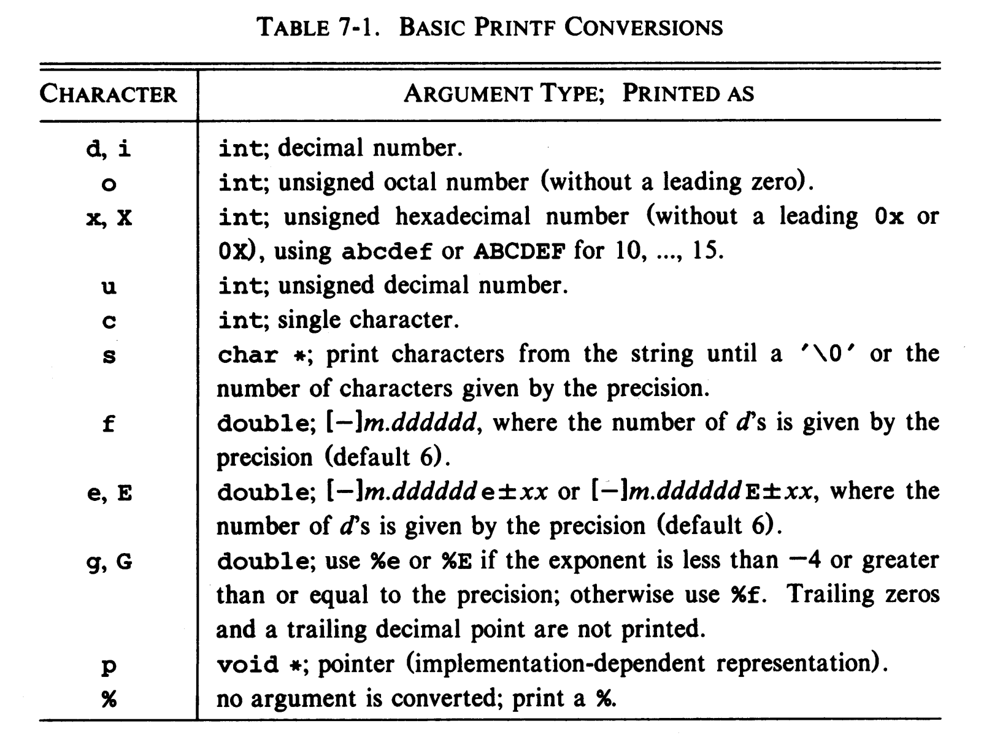 TABLE 7-1. BASIC PRINTF CONVERSIONS
CHARACTER ARGUMENT TYPE; PRINTED AS
d, i int; decimal number.
o int; unsigned octal number (without a leading zero).
x, X int; unsigned hexadecimal number (without a leading 0x or
0X), using abcdef or ABCDEF for 10, ..., 15.
u int; unsigned decimal number.
c int; single character.
s char *; print characters from the string until a '\0' or the
number of characters given by the precision.
f double; [−]m.dddddd, where the number of d's is given by the
precision (default 6).
e, E double; [−]m.dddddde±xx or [−]m.ddddddE±xx, where the
number of d's is given by the precision (default 6).
g, G double; use %e or %E if the exponent is less than −4 or greater
than or equal to the precision; otherwise use %f. Trailing zeros
and a trailing decimal point are not printed.
p void *; pointer (implementation-dependent representation).
% no argument is converted; print a %.